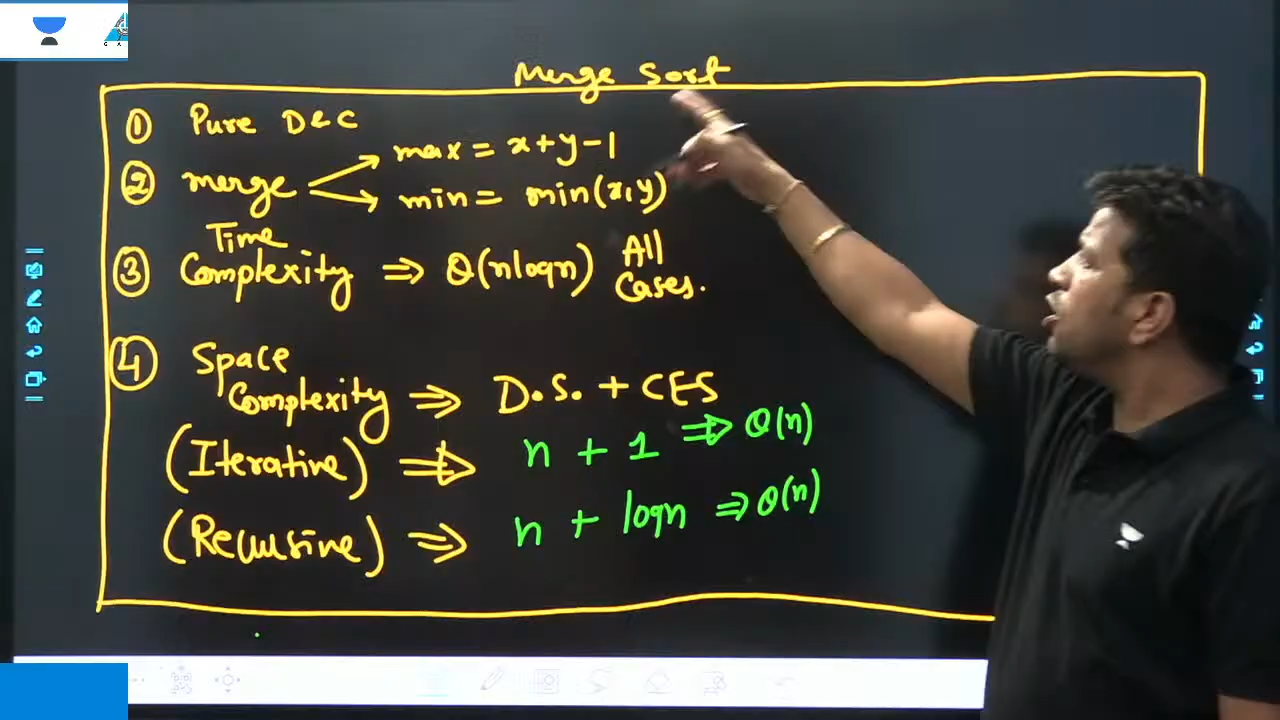 Merge Sort
① Pure D&C
② merge
max = x+y-1
min = min(x,y)
③ Time Complexity ⇒ θ(nlogn) All Cases.
④ Space Complexity ⇒ D.S. + CES
(Iterative) ⇒ n + 1 ⇒ θ(n)
(Recursive) ⇒ n + logn ⇒ θ(n)